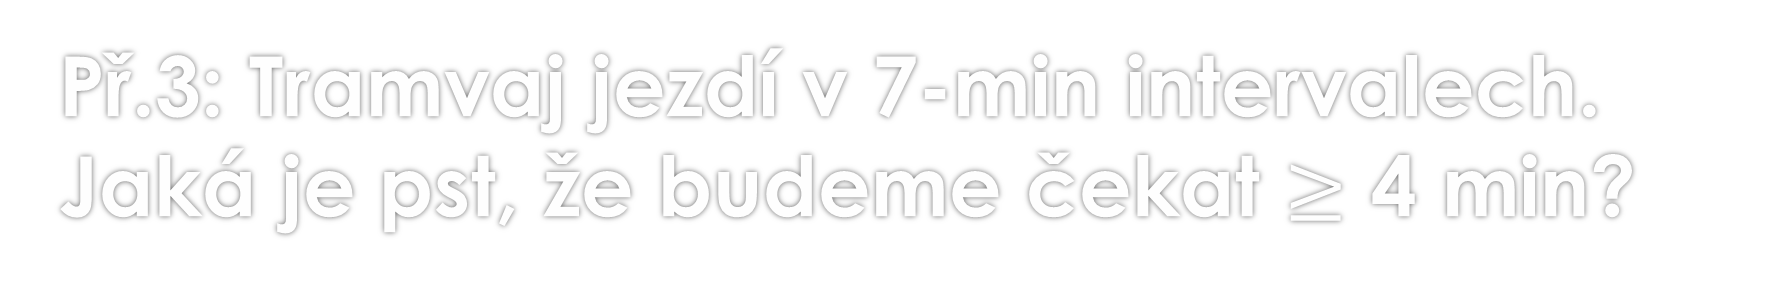 Př.3: Tramvaj jezdí v 7-min intervalech.
Jaká je pst, že budeme čekat ≥ 4 min?